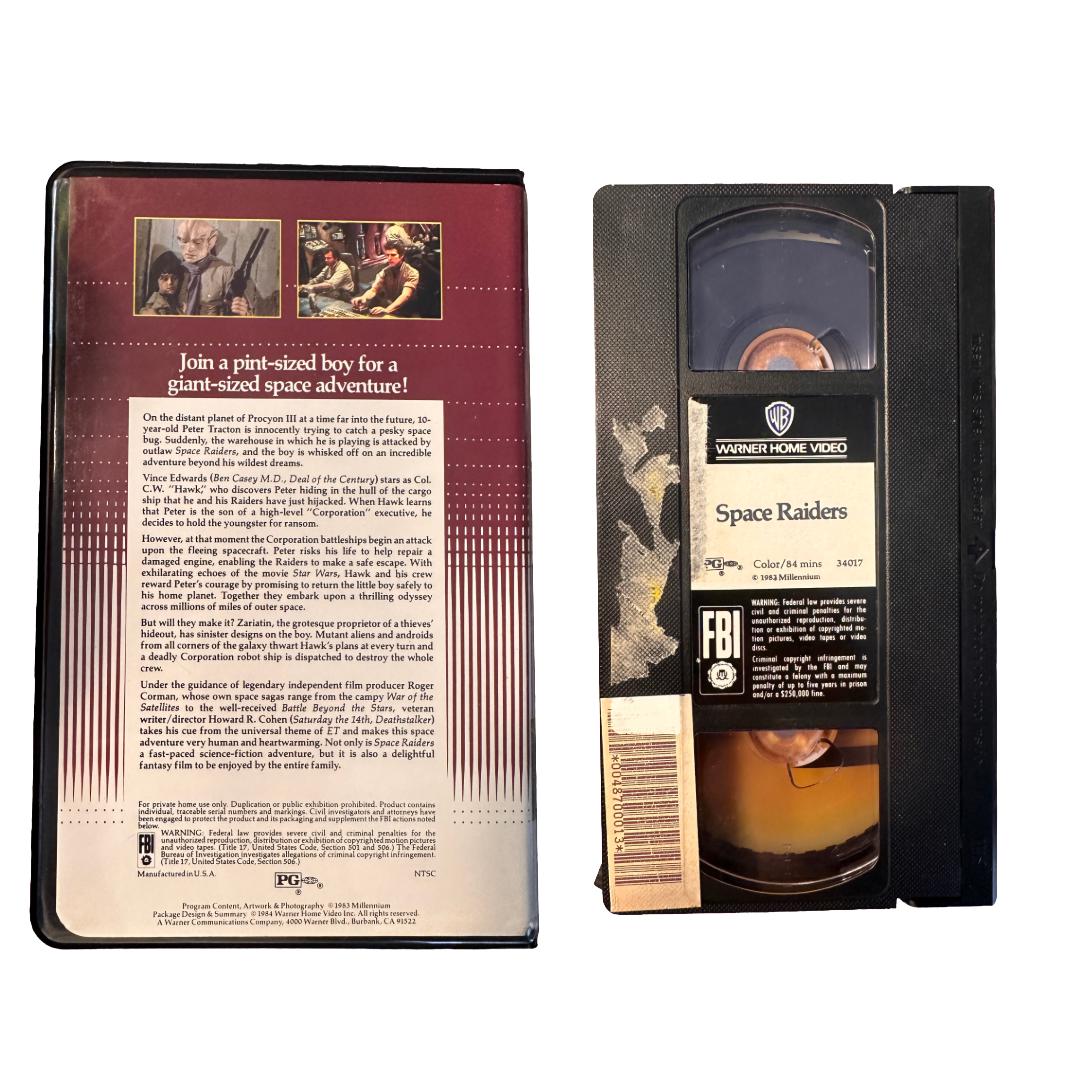 Join a pint-sized boy for a
giant-sized space adventure!
On the distant planet of Procyon III at a time far into the future, 10-
year-old Peter Tracton is innocently trying to catch a pesky space
bug. Suddenly, the warehouse in which he is playing is attacked by
outlaw Space Raiders, and the boy is whisked off on an incredible
adventure beyond his wildest dreams.
Vince Edwards (Ben Casey M.D., Deal of the Century) stars as Col.
C.W. "Hawk," who discovers Peter hiding in the hull of the cargo
ship that he and his Raiders have just hijacked. When Hawk learns
that Peter is the son of a high-level "Corporation" executive, he
decides to hold the youngster for ransom.
However, at that moment the Corporation battleships begin an attack
upon the fleeing spacecraft. Peter risks his life to help repair a
damaged engine, enabling the Raiders to make a safe escape. With
exhilarating echoes of the movie Star Wars, Hawk and his crew
reward Peter's courage by promising to return the little boy safely to
his home planet. Together they embark upon a thrilling odyssey
across millions of miles of outer space.
But will they make it? Zariatin, the grotesque proprietor of a thieves'
hideout, has sinister designs on the boy. Mutant aliens and androids
from all corners of the galaxy thwart Hawk's plans at every turn and
a deadly Corporation robot ship is dispatched to destroy the whole
crew.
Under the guidance of legendary independent film producer Roger
Corman, whose own space sagas range from the campy War of the
Satellites to the well-received Battle Beyond the Stars, veteran
writer/director Howard R. Cohen (Saturday the 14th, Deathstalker)
takes his cue from the universal theme of ET and makes this space
adventure very human and heartwarming. Not only is Space Raiders
a fast-paced science-fiction adventure, but it is also a delightful
fantasy film to be enjoyed by the entire family.
For private home use only. Duplication or public exhibition prohibited. Product contains
individual, traceable serial numbers and markings. Civil investigators and attorneys have
been engaged to protect the product and its packaging and supplement the FBI actions noted
below.
FBI
WARNING: Federal law provides severe civil and criminal penalties for the
unauthorized reproduction, distribution or exhibition of copyrighted motion pictures
and video tapes. (Title 17, United States Code, Section 501 and 506.) The Federal
Bureau of Investigation investigates allegations of criminal copyright infringement.
(Title 17, United States Code, Section 506.)
Manufactured in U.S.A.
PG
®
NTSC
Program Content, Artwork & Photography © 1983 Millennium
Package Design & Summary © 1984 Warner Home Video Inc. All rights reserved.
A Warner Communications Company, 4000 Warner Blvd., Burbank, CA 91522
WB
WARNER HOME VIDEO
Space Raiders
PG
®
Color/84 mins 34017
© 1983 Millennium
FBI
WARNING: Federal law provides severe
civil and criminal penalties for the
unauthorized reproduction, distribu-
tion or exhibition of copyrighted mo-
tion pictures, video tapes or video
discs.
Criminal copyright infringement is
investigated by the FBI and may
constitute a felony with a maximum
penalty of up to five years in prison
and/or a $250,000 fine.
*0048700013*